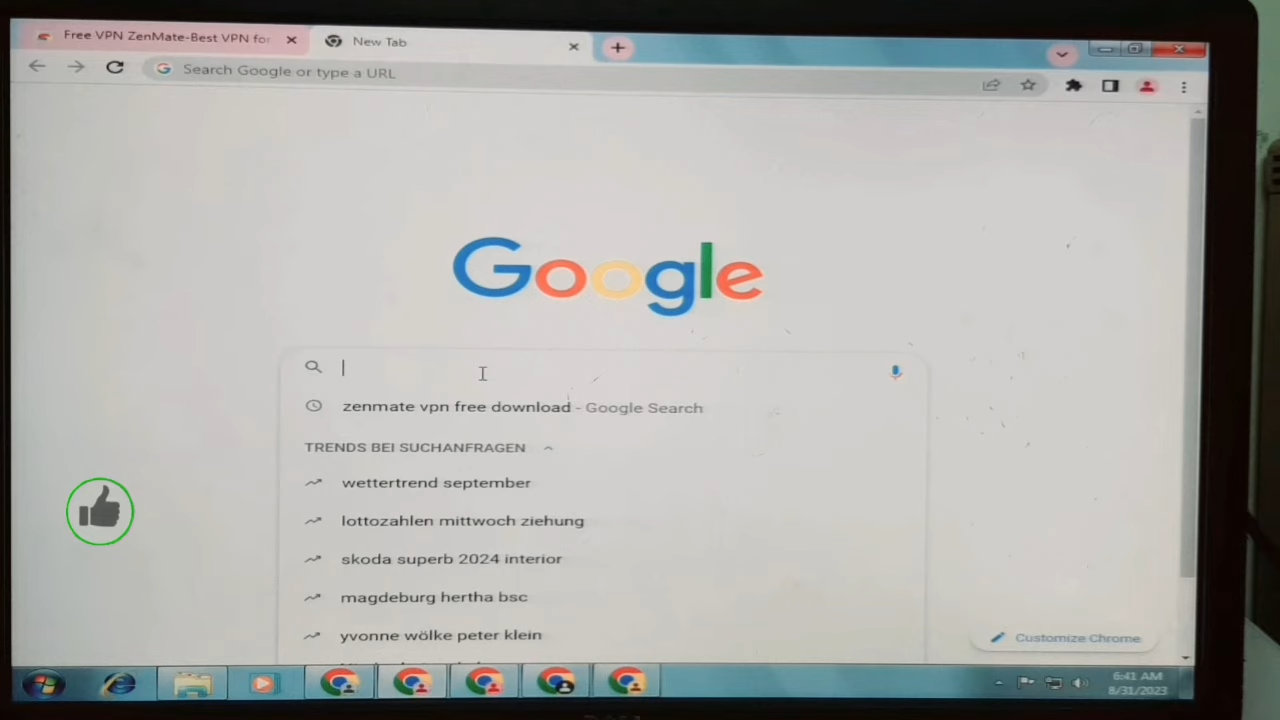 Free VPN ZenMate-Best VPN for
New Tab
Search Google or type a URL
Google
zenmate vpn free download - Google Search
TRENDS BEI SUCHANFRAGEN
wettertrend september
lottozahlen mittwoch ziehung
skoda superb 2024 interior
magdeburg hertha bsc
yvonne wölke peter klein
Customize Chrome
6:41 AM
8/31/2023